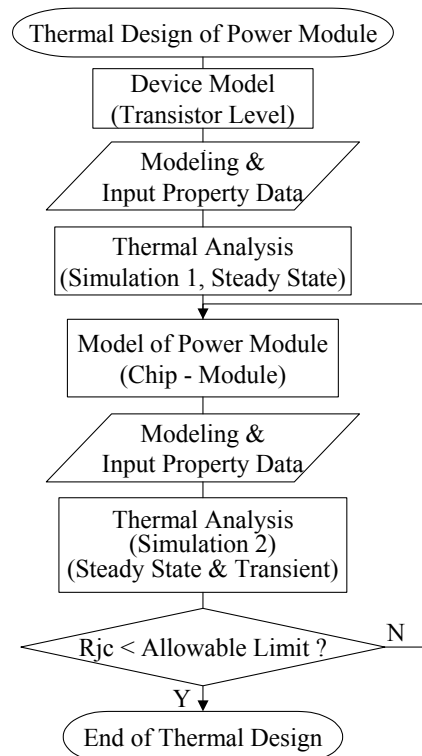 Thermal Design of Power Module
Device Model
(Transistor Level)
Modeling &
Input Property Data
Thermal Analysis
(Simulation 1, Steady State)
Model of Power Module
(Chip - Module)
Modeling &
Input Property Data
Thermal Analysis
(Simulation 2)
(Steady State & Transient)
Rjc < Allowable Limit ?
N
Y
End of Thermal Design